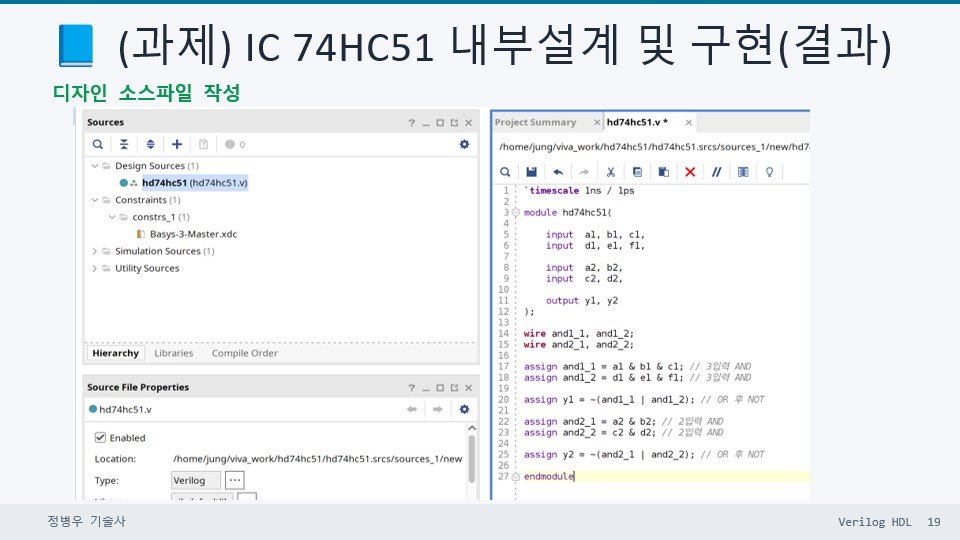 (과제) IC 74HC51 내부설계 및 구현(결과)
디자인 소스파일 작성
Sources
0
Design Sources (1)
hd74hc51 (hd74hc51.v)
Constraints (1)
constrs_1 (1)
Basys-3-Master.xdc
Simulation Sources (1)
Utility Sources
Hierarchy Libraries Compile Order
Source File Properties
hd74hc51.v
Enabled
Location: /home/jung/viva_work/hd74hc51/hd74hc51.srcs/sources_1/new
Type: Verilog ...
Project Summary hd74hc51.v *
/home/jung/viva_work/hd74hc51/hd74hc51.srcs/sources_1/new/hd74
1 `timescale 1ns / 1ps
2
3 module hd74hc51(
4
5 input a1, b1, c1,
6 input d1, e1, f1,
7
8 input a2, b2,
9 input c2, d2,
10
11 output y1, y2
12 );
13
14 wire and1_1, and1_2;
15 wire and2_1, and2_2;
16
17 assign and1_1 = a1 & b1 & c1; // 3입력 AND
18 assign and1_2 = d1 & e1 & f1; // 3입력 AND
19
20 assign y1 = ~(and1_1 | and1_2); // OR 후 NOT
21
22 assign and2_1 = a2 & b2; // 2입력 AND
23 assign and2_2 = c2 & d2; // 2입력 AND
24
25 assign y2 = ~(and2_1 | and2_2); // OR 후 NOT
26
27 endmodule
정병우 기술사
Verilog HDL 19